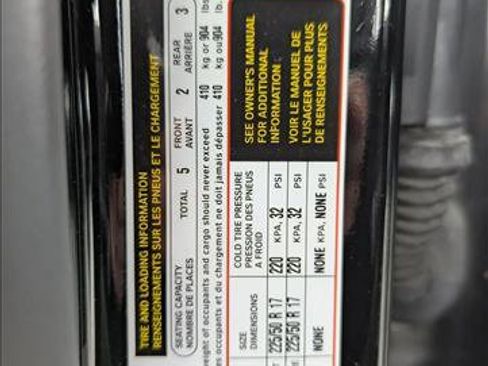 TIRE AND LOADING INFORMATION
RENSEIGNEMENTS SUR LES PNEUS ET LE CHARGEMENT
SEATING CAPACITY
NOMBRE DE PLACES
TOTAL 5
FRONT
AVANT
2
REAR
ARRIÈRE
3
weight of occupants and cargo should never exceed 410 kg or 904 lbs
es occupants et du chargement ne doit jamais dépasser 410 kg ou 904 lb.
SIZE
DIMENSIONS
COLD TIRE PRESSURE
PRESSION DES PNEUS
A FROID
SEE OWNER'S MANUAL
FOR ADDITIONAL
INFORMATION
225/50 R 17 220 KPA, 32 PSI
225/50 R 17 220 KPA, 32 PSI
VOIR LE MANUEL DE
L'USAGER POUR PLUS
DE RENSEIGNEMENTS
NONE NONE KPA, NONE PSI